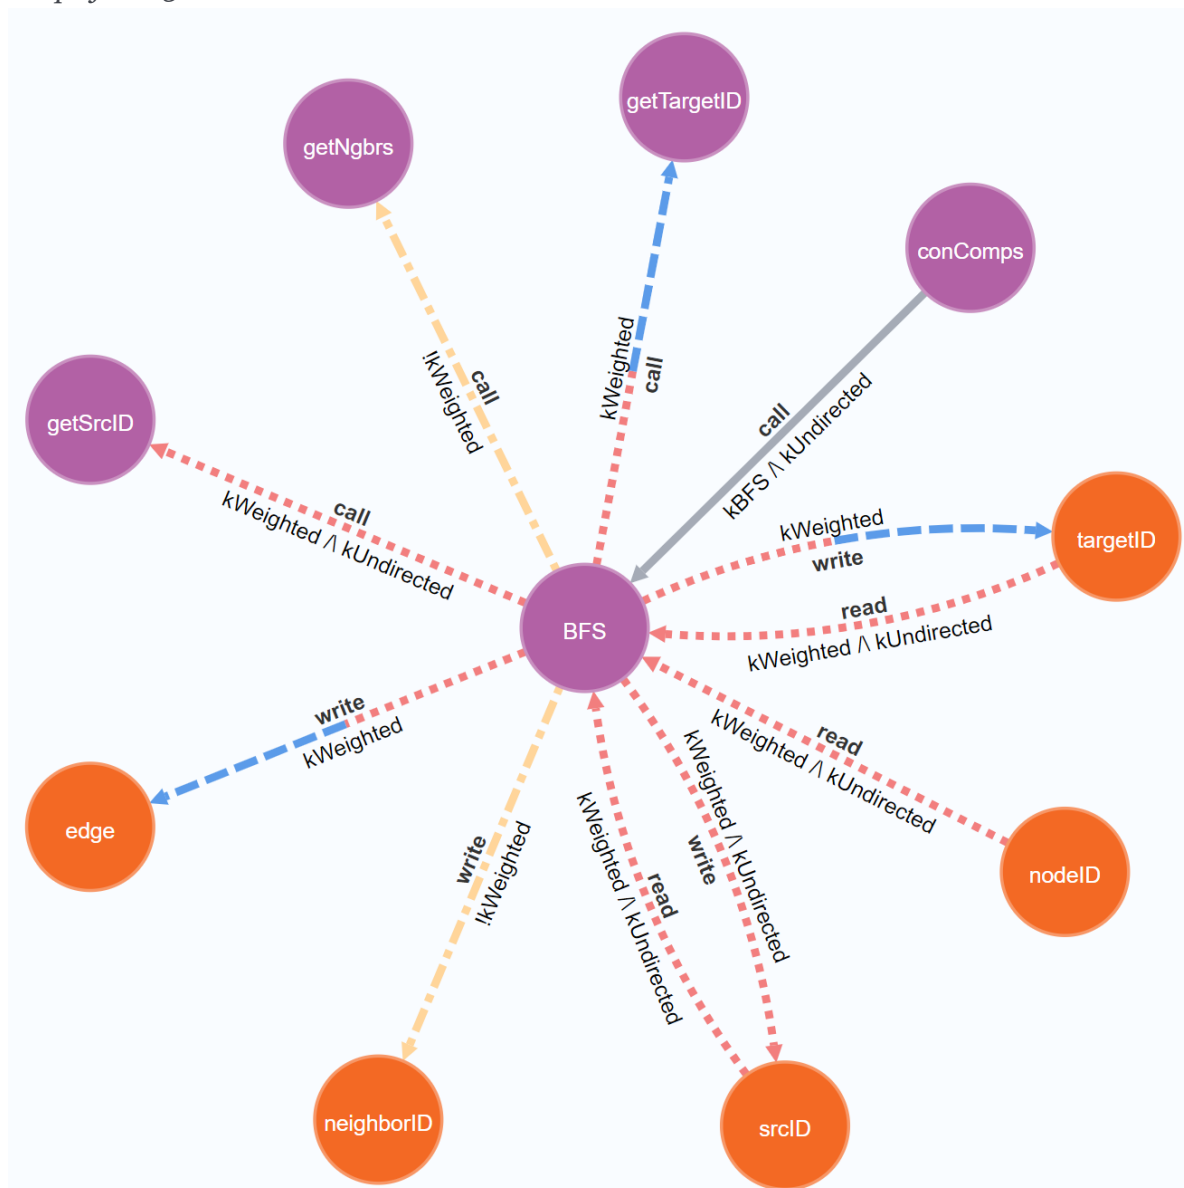 getTargetID
getNgbrs
conComps
kWeighted
call
call
!kWeighted
call
kBFS /\ kUndirected
getSrcID
call
kWeighted /\ kUndirected
kWeighted
write
targetID
read
kWeighted /\ kUndirected
BFS
write
kWeighted
read
kWeighted /\ kUndirected
kWeighted /\ kUndirected
write
edge
write
!kWeighted
read
kWeighted /\ kUndirected
nodeID
neighborID
srcID